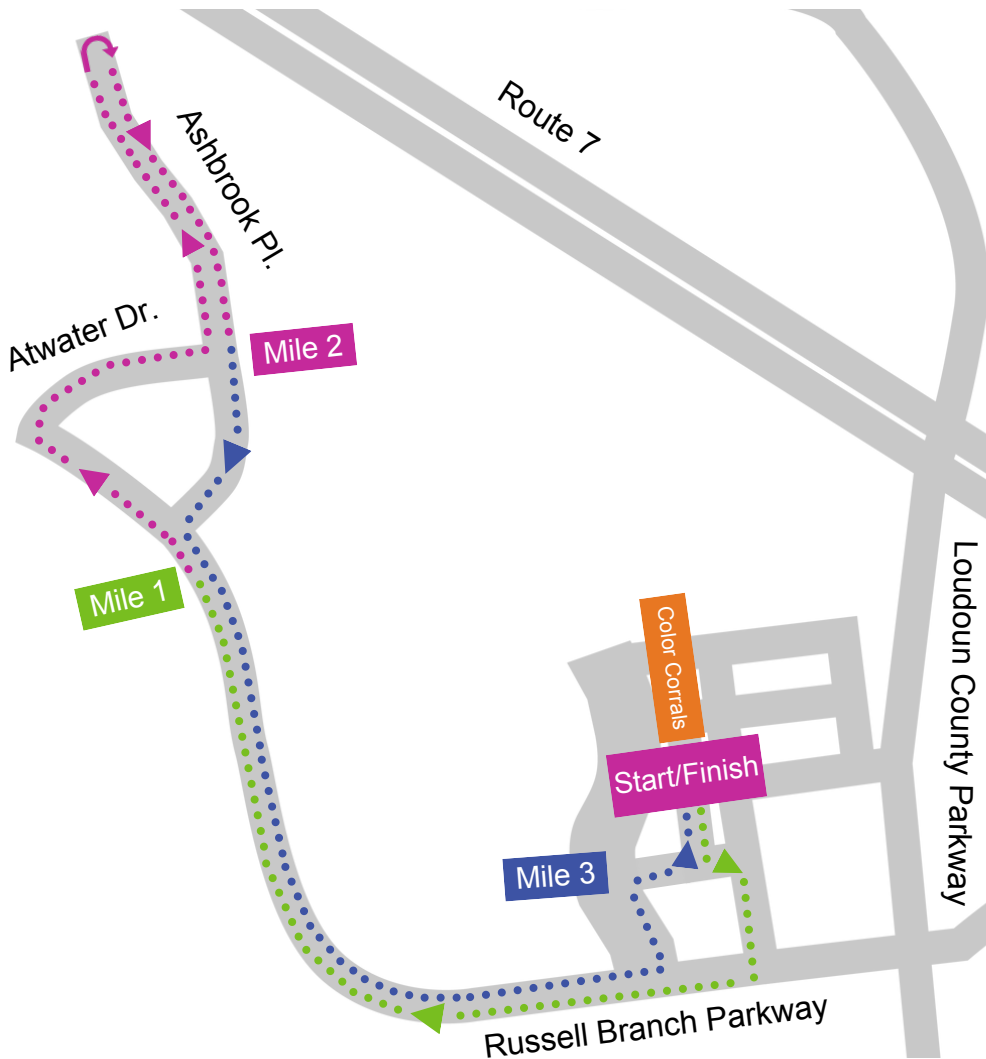 Route 7
Ashbrook Pl.
Atwater Dr.
Mile 2
Loudoun County Parkway
Mile 1
Color Corrals
Start/Finish
Mile 3
Russell Branch Parkway